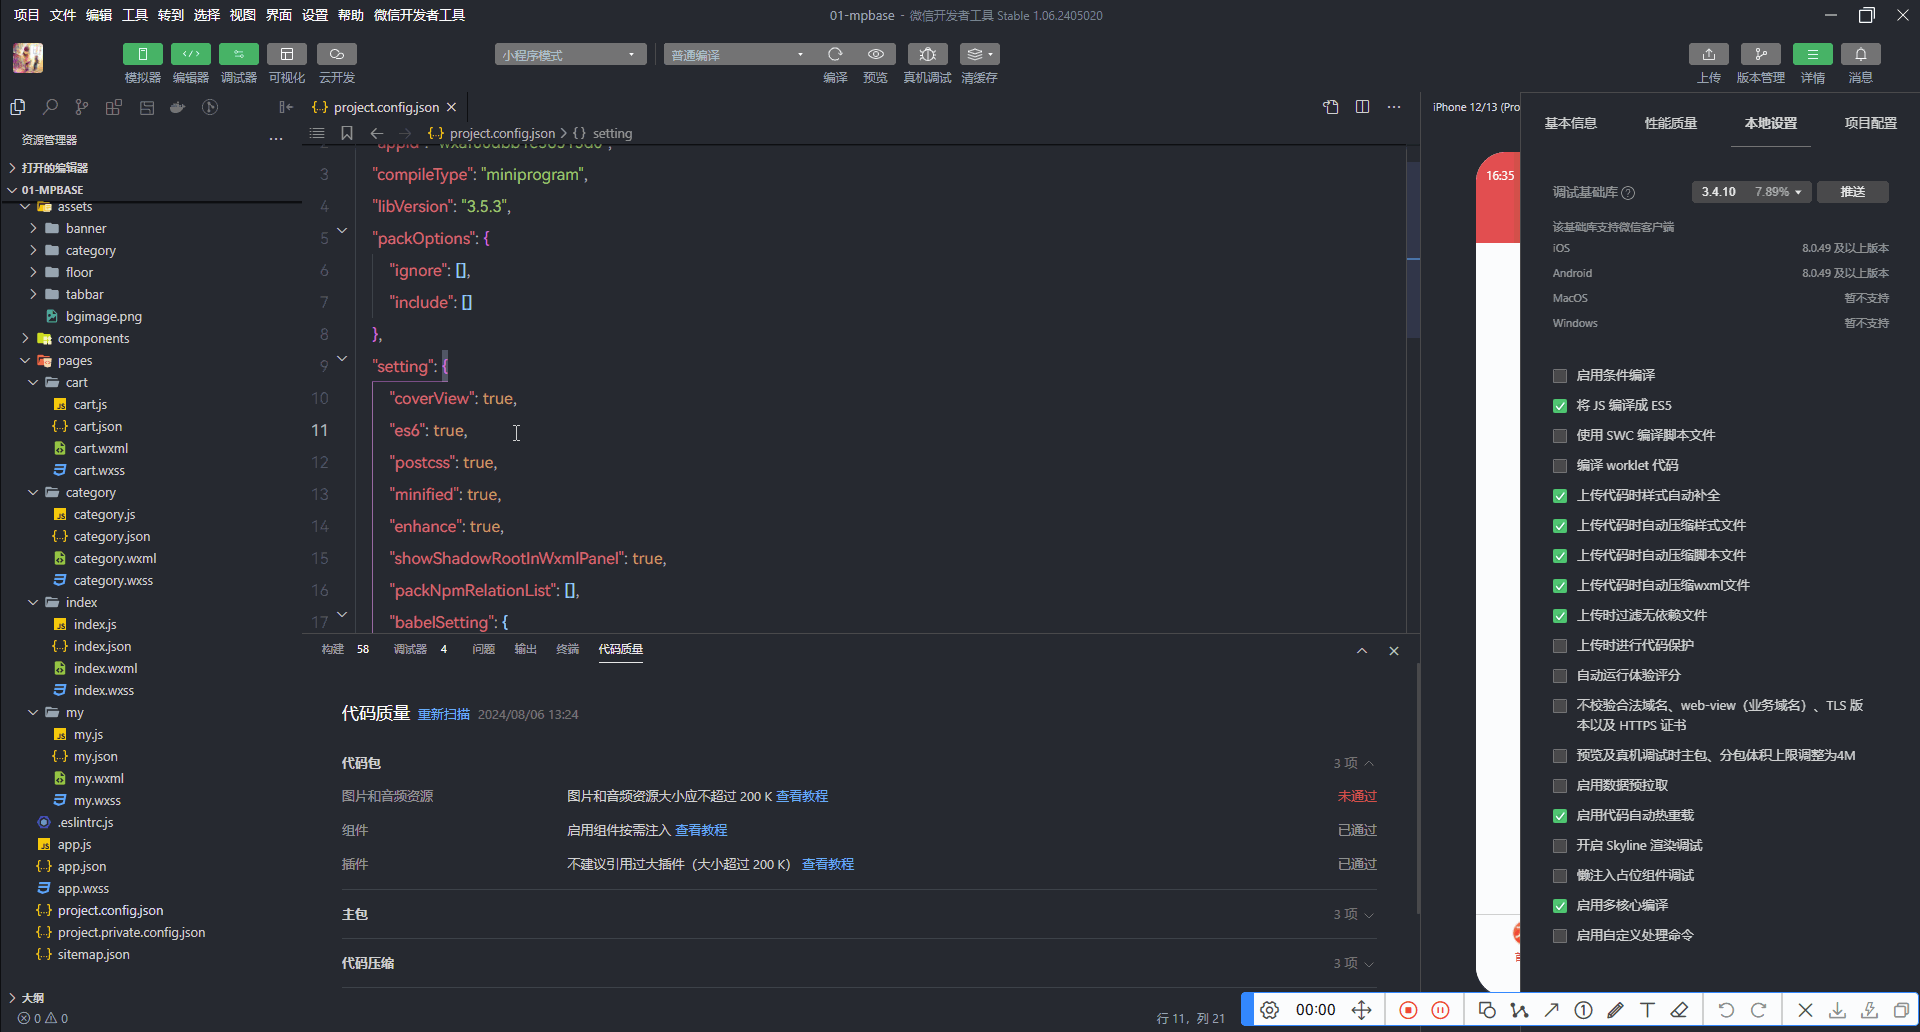 项目 文件 编辑 工具 转到 选择 视图 界面 设置 帮助 微信开发者工具
01-mpbase - 微信开发者工具 Stable 1.06.2405020
模拟器 编辑器 调试器 可视化 云开发
小程序模式
普通编译
编译 预览 真机调试 清缓存
上传 版本管理 详情 消息
资源管理器
打开的编辑器
01-MPBASE
assets
banner
category
floor
tabbar
bgimage.png
components
pages
cart
cart.js
cart.json
cart.wxml
cart.wxss
category
category.js
category.json
category.wxml
category.wxss
index
index.js
index.json
index.wxml
index.wxss
my
my.js
my.json
my.wxml
my.wxss
.eslintrc.js
app.js
app.json
app.wxss
project.config.json
project.private.config.json
sitemap.json
大纲
0 0
project.config.json
project.config.json > {} setting
3 "compileType": "miniprogram",
4 "libVersion": "3.5.3",
5 "packOptions": {
6 "ignore": [],
7 "include": []
8 },
9 "setting": {
10 "coverView": true,
11 "es6": true,
12 "postcss": true,
13 "minified": true,
14 "enhance": true,
15 "showShadowRootInWxmlPanel": true,
16 "packNpmRelationList": [],
17 "babelSetting": {
构建 58 调试器 4 问题 输出 终端 代码质量
代码质量 重新扫描 2024/08/06 13:24
代码包 3 项
图片和音频资源 图片和音频资源大小应不超过 200 K 查看教程 未通过
组件 启用组件按需注入 查看教程 已通过
插件 不建议引用过大插件（大小超过 200 K） 查看教程 已通过
主包 3 项
代码压缩 3 项
行 11，列 21
iPhone 12/13 (Pro
16:35
基本信息 性能质量 本地设置 项目配置
调试基础库 3.4.10 7.89% 推送
该基础库支持微信客户端
iOS 8.0.49 及以上版本
Android 8.0.49 及以上版本
MacOS 暂不支持
Windows 暂不支持
启用条件编译
将 JS 编译成 ES5
使用 SWC 编译脚本文件
编译 worklet 代码
上传代码时样式自动补全
上传代码时自动压缩样式文件
上传代码时自动压缩脚本文件
上传代码时自动压缩wxml文件
上传时过滤无依赖文件
上传时进行代码保护
自动运行体验评分
不校验合法域名、web-view（业务域名）、TLS 版
本以及 HTTPS 证书
预览及真机调试时主包、分包体积上限调整为4M
启用数据预拉取
启用代码自动热重载
开启 Skyline 渲染调试
懒注入占位组件调试
启用多核心编译
启用自定义处理命令
00:00